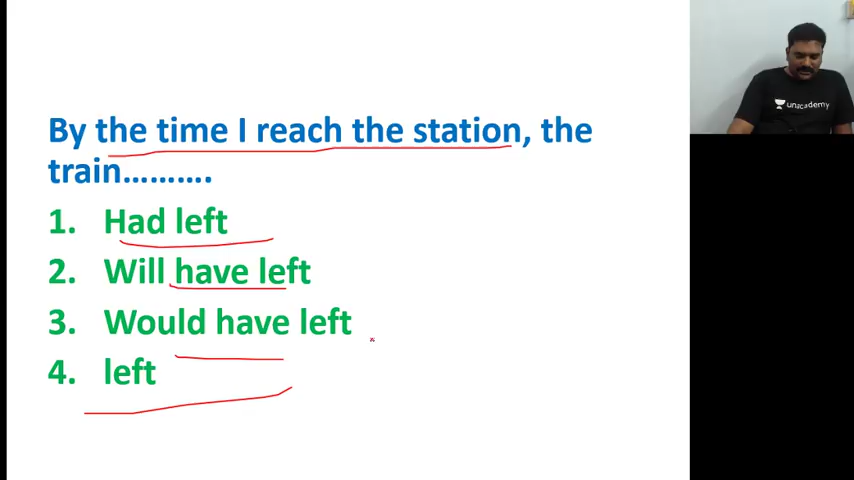 By the time I reach the station, the
train……….
1. Had left
2. Will have left
3. Would have left
4. left
unacademy